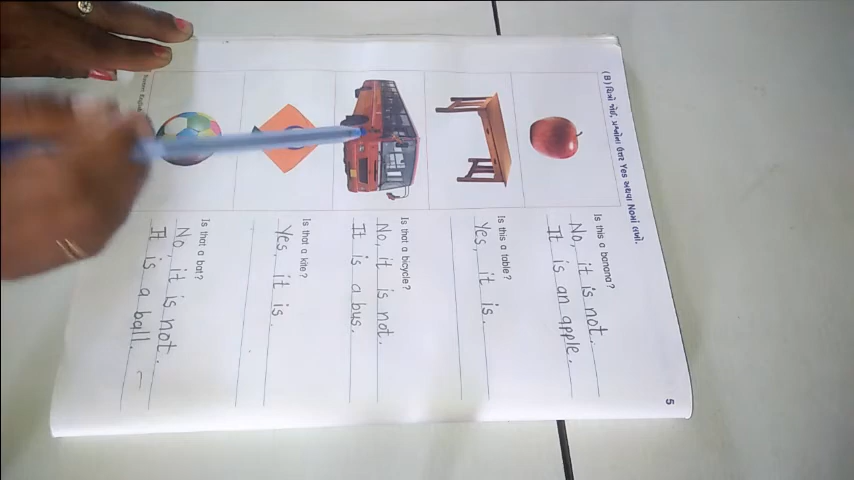 (B) ચિત્રો જોઈ, પ્રશ્નોના ઉત્તર Yes અથવા Noમાં લખો.
Is this a banana?
No, it is not.
It is an apple.
Is this a table?
Yes, it is.
Is that a bicycle?
No, it is not.
It is a bus.
Is that a kite?
Yes, it is.
Is that a bat?
No, it is not.
It is a ball.
5